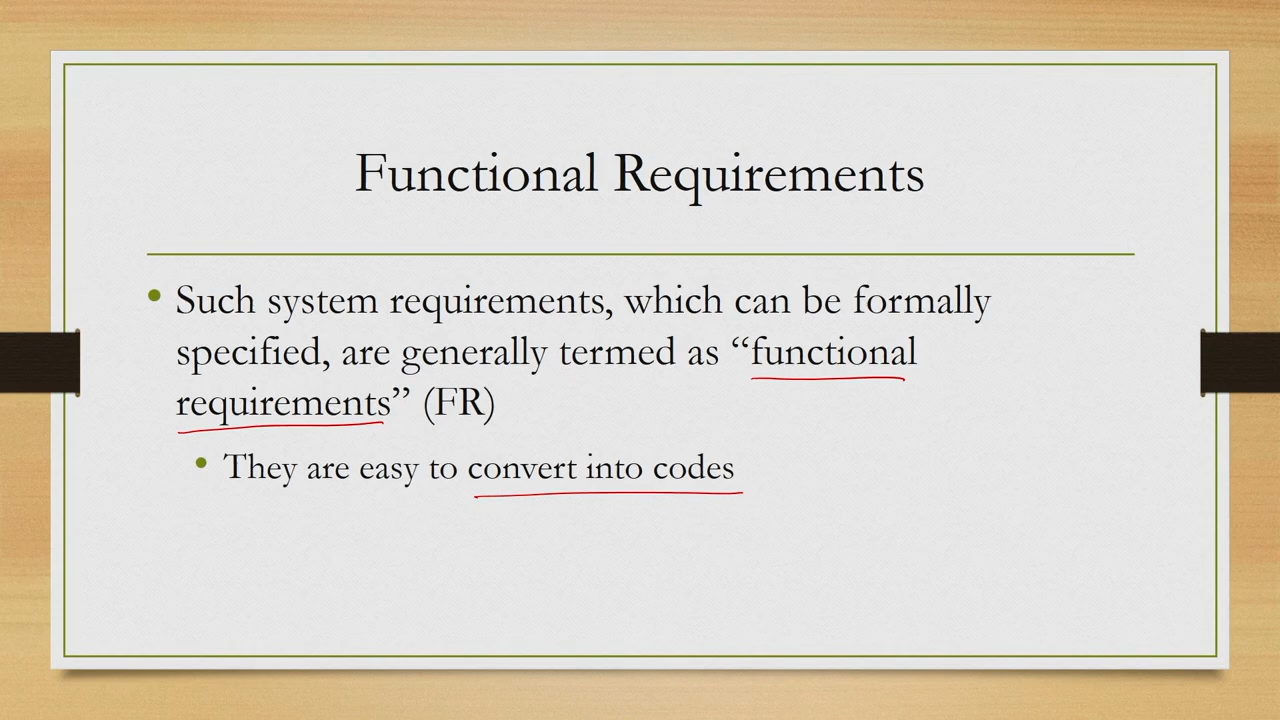 Functional Requirements
Such system requirements, which can be formally
specified, are generally termed as “functional
requirements” (FR)
They are easy to convert into codes